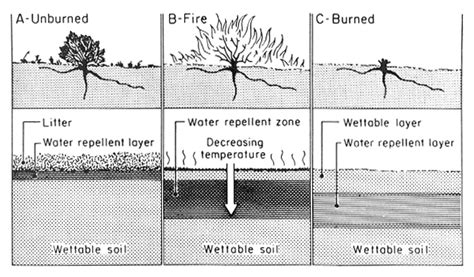 A-Unburned
B-Fire
C-Burned
Litter
Water repellent layer
Wettable soil
Water repellent zone
Decreasing
temperature
Wettable soil
Wettable layer
Water repellent layer
Wettable soil